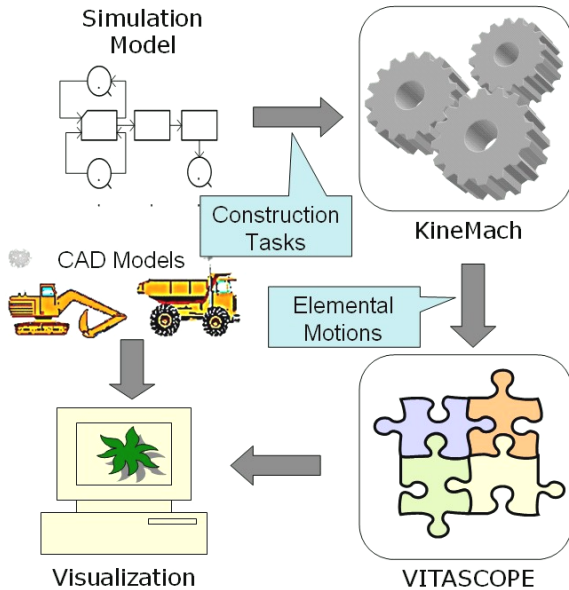 Simulation
Model
Construction
Tasks
KineMach
CAD Models
Elemental
Motions
Visualization
VITASCOPE